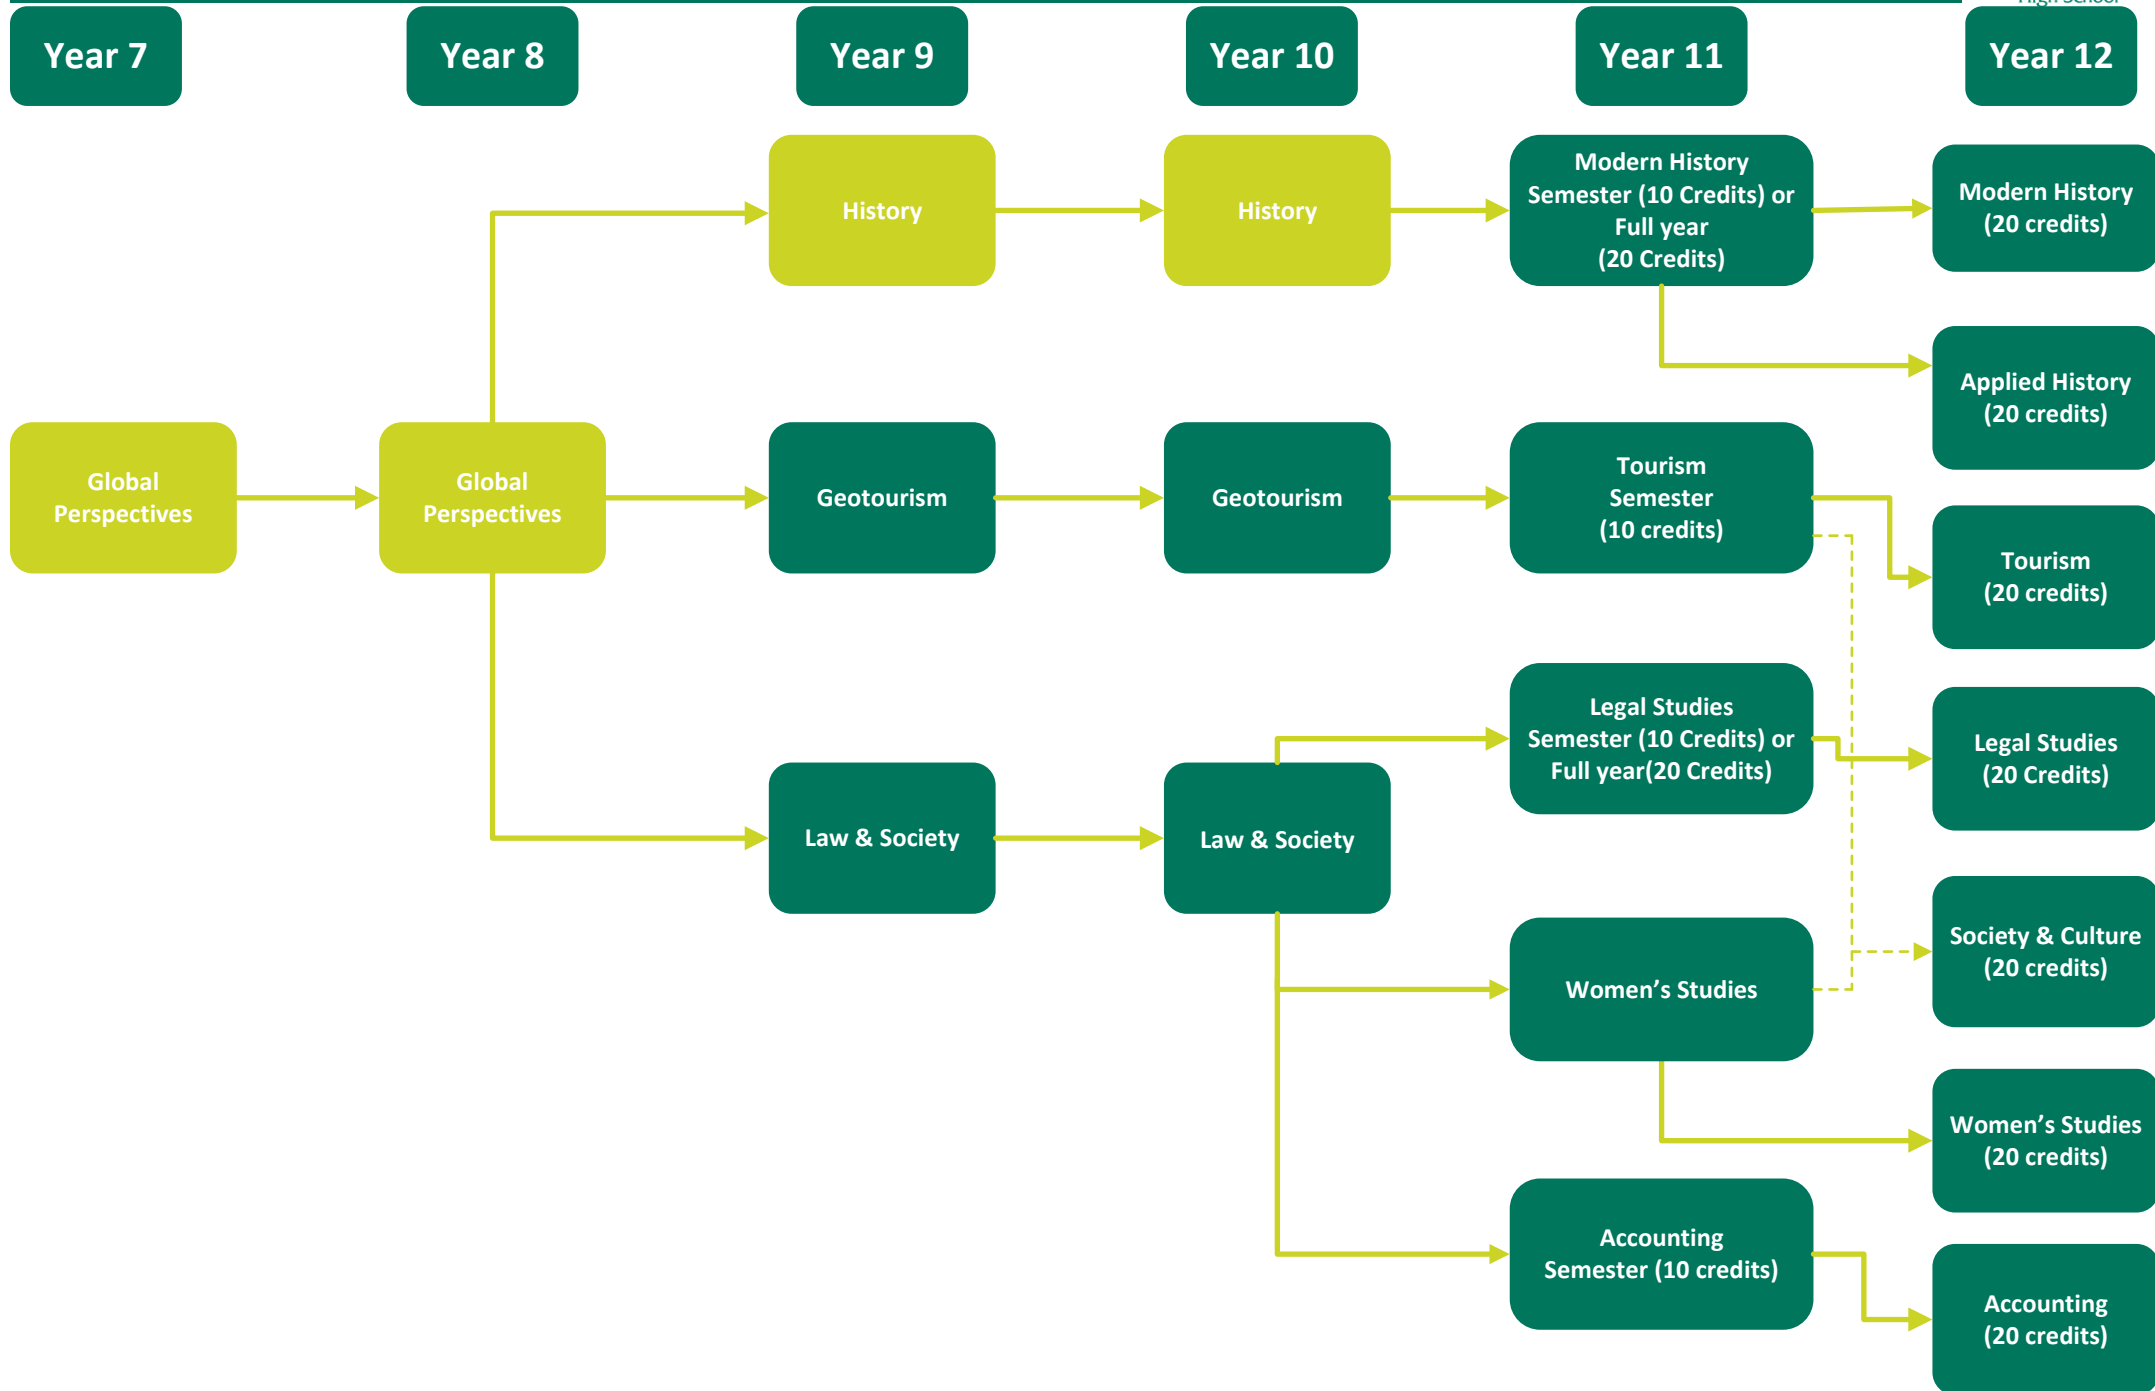 High School
Year 7
Year 8
Year 9
Year 10
Year 11
Year 12
History
History
Modern History
Semester (10 Credits) or
Full year
(20 Credits)
Modern History
(20 credits)
Applied History
(20 credits)
Global
Perspectives
Global
Perspectives
Geotourism
Geotourism
Tourism
Semester
(10 credits)
Tourism
(20 credits)
Legal Studies
Semester (10 Credits) or
Full year(20 Credits)
Legal Studies
(20 Credits)
Law & Society
Law & Society
Society & Culture
(20 credits)
Women’s Studies
Women’s Studies
(20 credits)
Accounting
Semester (10 credits)
Accounting
(20 credits)